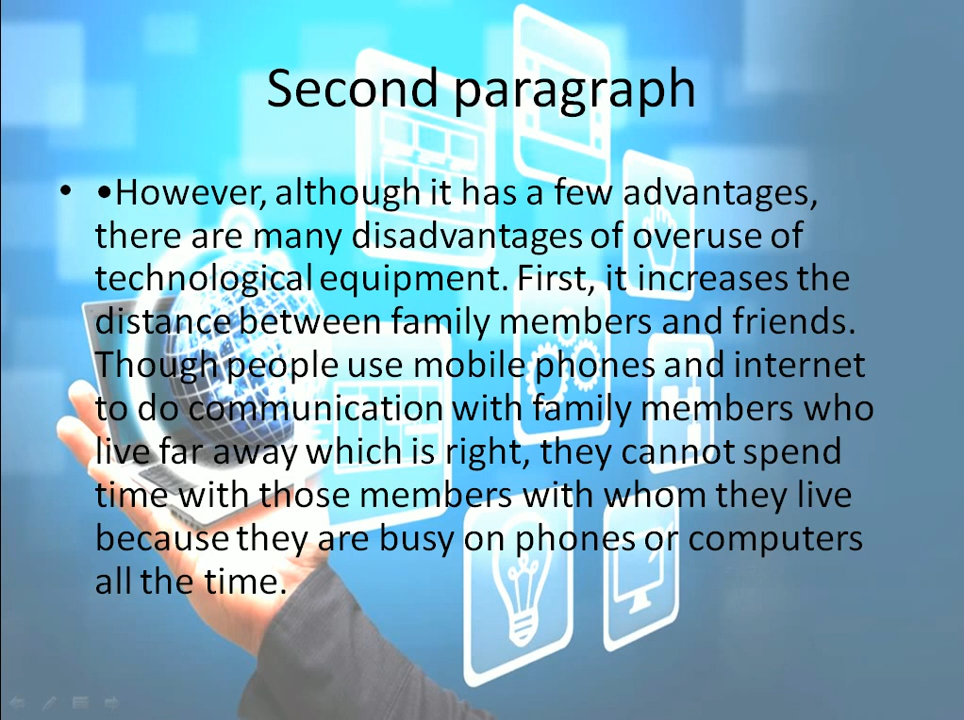 Second paragraph
• •However, although it has a few advantages,
there are many disadvantages of overuse of
technological equipment. First, it increases the
distance between family members and friends.
Though people use mobile phones and internet
to do communication with family members who
live far away which is right, they cannot spend
time with those members with whom they live
because they are busy on phones or computers
all the time.